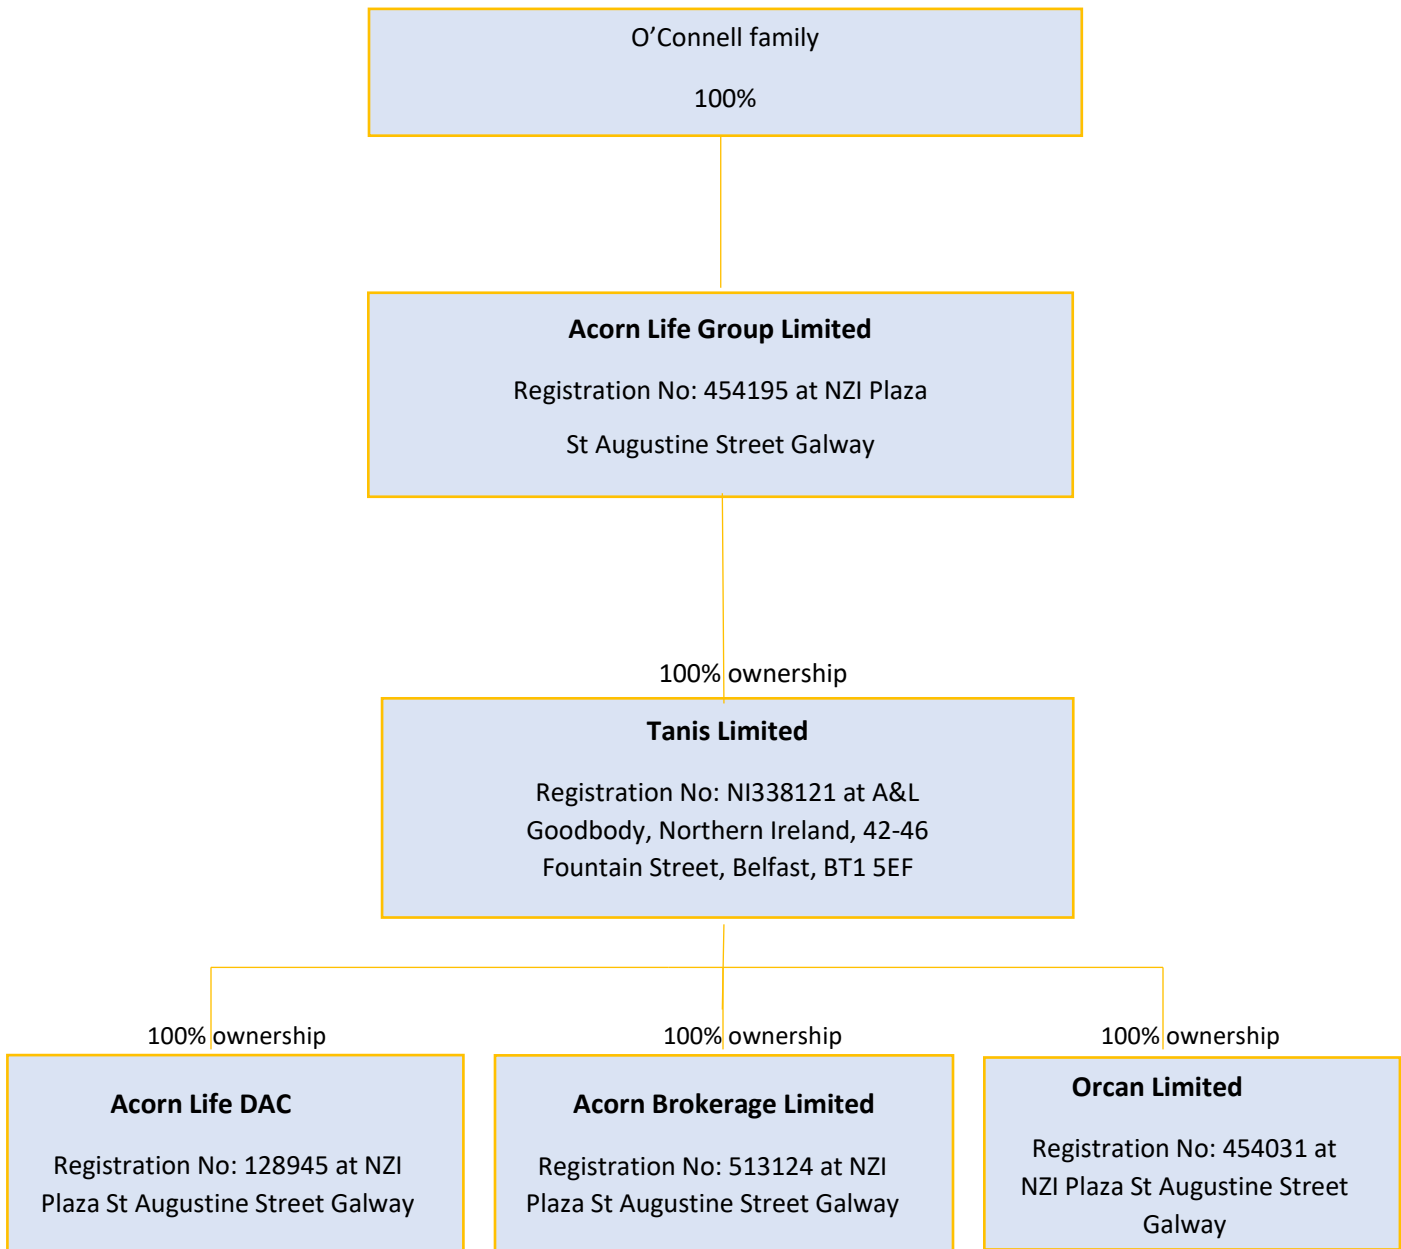 O’Connell family
100%
Acorn Life Group Limited
Registration No: 454195 at NZI Plaza
St Augustine Street Galway
100% ownership
Tanis Limited
Registration No: NI338121 at A&L
Goodbody, Northern Ireland, 42-46
Fountain Street, Belfast, BT1 5EF
100% ownership
Acorn Life DAC
Registration No: 128945 at NZI
Plaza St Augustine Street Galway
100% ownership
Acorn Brokerage Limited
Registration No: 513124 at NZI
Plaza St Augustine Street Galway
100% ownership
Orcan Limited
Registration No: 454031 at
NZI Plaza St Augustine Street
Galway